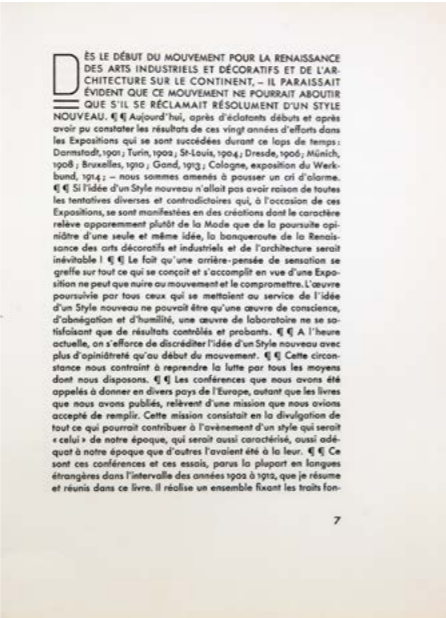 DÈS LE DÉBUT DU MOUVEMENT POUR LA RENAISSANCE
DES ARTS INDUSTRIELS ET DÉCORATIFS ET DE L'AR-
CHITECTURE SUR LE CONTINENT, – IL PARAISSAIT
ÉVIDENT QUE CE MOUVEMENT NE POURRAIT ABOUTIR
QUE S'IL SE RÉCLAMAIT RÉSOLUMENT D'UN STYLE
NOUVEAU. ¶ ¶ Aujourd'hui, après d'éclatants débuts et après
avoir pu constater les résultats de ces vingt années d'efforts dans
les Expositions qui se sont succédées durant ce laps de temps :
Darmstadt, 1901 ; Turin, 1902 ; St-Louis, 1904 ; Dresde, 1906 ; Münich,
1908 ; Bruxelles, 1910 ; Gand, 1913 ; Cologne, exposition du Werk-
bund, 1914 ; – nous sommes amenés à pousser un cri d'alarme.
¶ ¶ Si l'idée d'un Style nouveau n'allait pas avoir raison de toutes
les tentatives diverses et contradictoires qui, à l'occasion de ces
Expositions, se sont manifestées en des créations dont le caractère
relève apparemment plutôt de la Mode que de la poursuite opi-
niâtre d'une seule et même idée, la banqueroute de la Renais-
sance des arts décoratifs et industriels et de l'architecture serait
inévitable ! ¶ ¶ Le fait qu'une arrière-pensée de sensation se
greffe sur tout ce qui se conçoit et s'accomplit en vue d'une Expo-
sition ne peut que nuire au mouvement et le compromettre. L'œuvre
poursuivie par tous ceux qui se mettaient au service de l'idée
d'un Style nouveau ne pouvait être qu'une œuvre de conscience,
d'abnégation et d'humilité, une œuvre de laboratoire ne se sa-
tisfaisant que de résultats contrôlés et probants. ¶ ¶ A l'heure
actuelle, on s'efforce de discréditer l'idée d'un Style nouveau avec
plus d'opiniâtreté qu'au début du mouvement. ¶ ¶ Cette circon-
stance nous contraint à reprendre la lutte par tous les moyens
dont nous disposons. ¶ ¶ Les conférences que nous avons été
appelés à donner en divers pays de l'Europe, autant que les livres
que nous avons publiés, relèvent d'une mission que nous avions
accepté de remplir. Cette mission consistait en la divulgation de
tout ce qui pourrait contribuer à l'avènement d'un style qui serait
« celui » de notre époque, qui serait aussi caractérisé, aussi adé-
quat à notre époque que d'autres l'avaient été à la leur. ¶ ¶ Ce
sont ces conférences et ces essais, parus la plupart en langues
étrangères dans l'intervalle des années 1902 à 1912, que je résume
et réunis dans ce livre. Il réalise un ensemble fixant les traits fon-
7